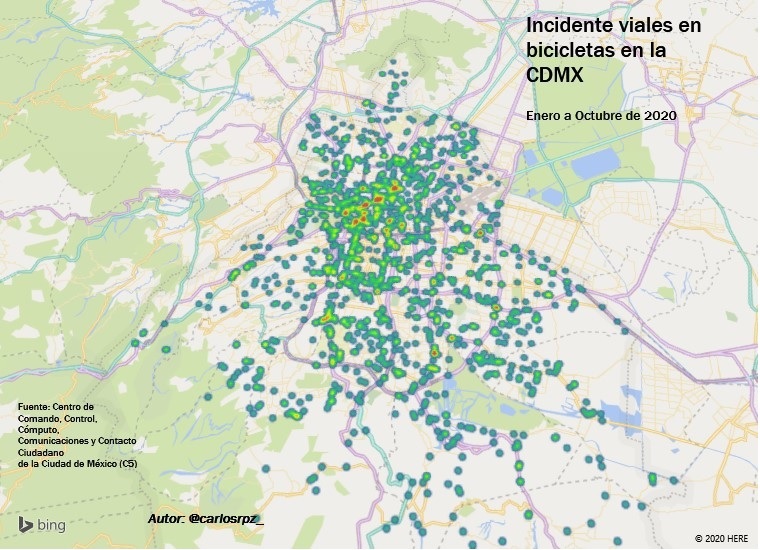 Incidente viales en
bicicletas en la
CDMX
Enero a Octubre de 2020
Fuente: Centro de
Comando, Control,
Cómputo,
Comunicaciones y Contacto
Ciudadano
de la Ciudad de México (C5)
Autor: @carlosrpz_
bing
© 2020 HERE